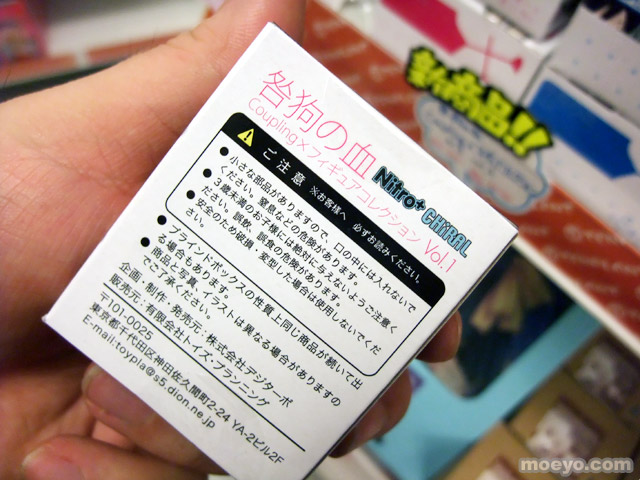 咎狗の血 Nitro+ CHiRAL
Coupling×フィギュアコレクション Vol.1
ご注意 ※お客様へ 必ずお読みください。
●小さな部品がありますので、口の中には入れないで
ください。窒息などの危険があります。
●3歳未満のお子様には絶対に与えないようご注意く
ださい。誤飲、誤食の危険があります。
●安全のため破損、変形した場合は使用しないでくだ
さい。
●ブラインドボックスの性質上同じ商品が続いて出
る場合もあります。
●商品と写真、イラストは異なる場合がありますの
でご了承ください。
企画・制作・発売元:株式会社デジターボ
販売元:有限会社トイズ・プランニング
〒101-0025
東京都千代田区神田佐久間町2-24 YA-2ビル2F
E-mail:toypla@s5.dion.ne.jp
新商品!!
moeyo.com